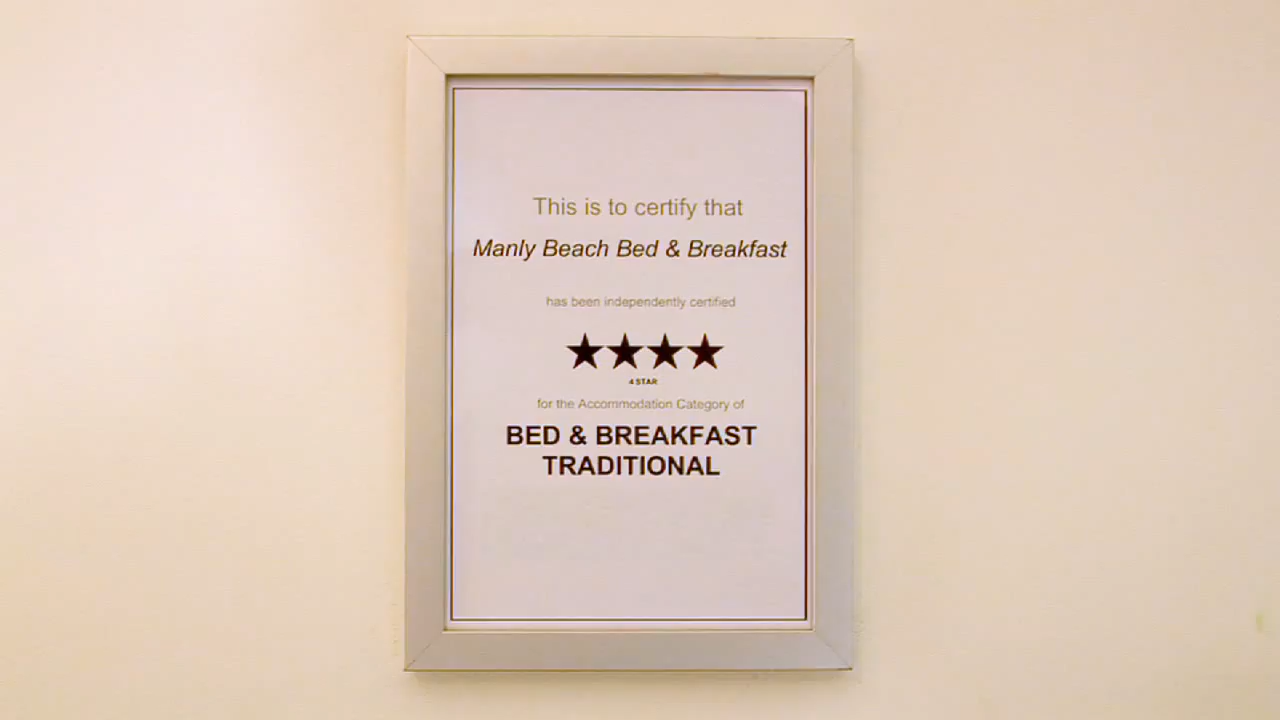 This is to certify that
Manly Beach Bed & Breakfast
has been independently certified
4 STAR
for the Accommodation Category of
BED & BREAKFAST
TRADITIONAL